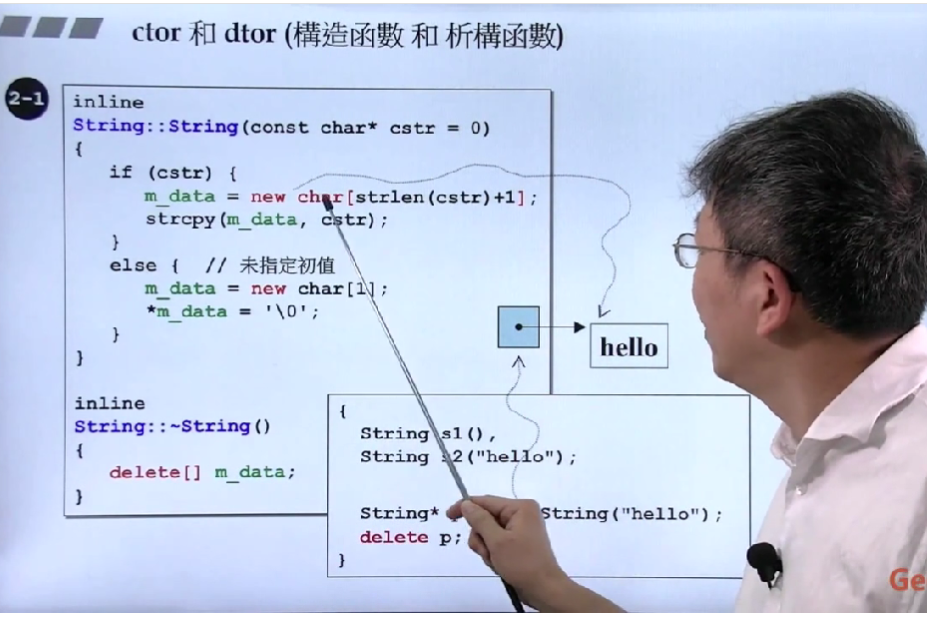 ctor 和 dtor (構造函數 和 析構函數)
2-1
inline
String::String(const char* cstr = 0)
{
if (cstr) {
m_data = new char[strlen(cstr)+1];
strcpy(m_data, cstr);
}
else { // 未指定初值
m_data = new char[1];
*m_data = '\0';
}
}
inline
String::~String()
{
delete[] m_data;
}
hello
{
String s1(),
String s2("hello");
String* String("hello");
delete p;
}
Ge